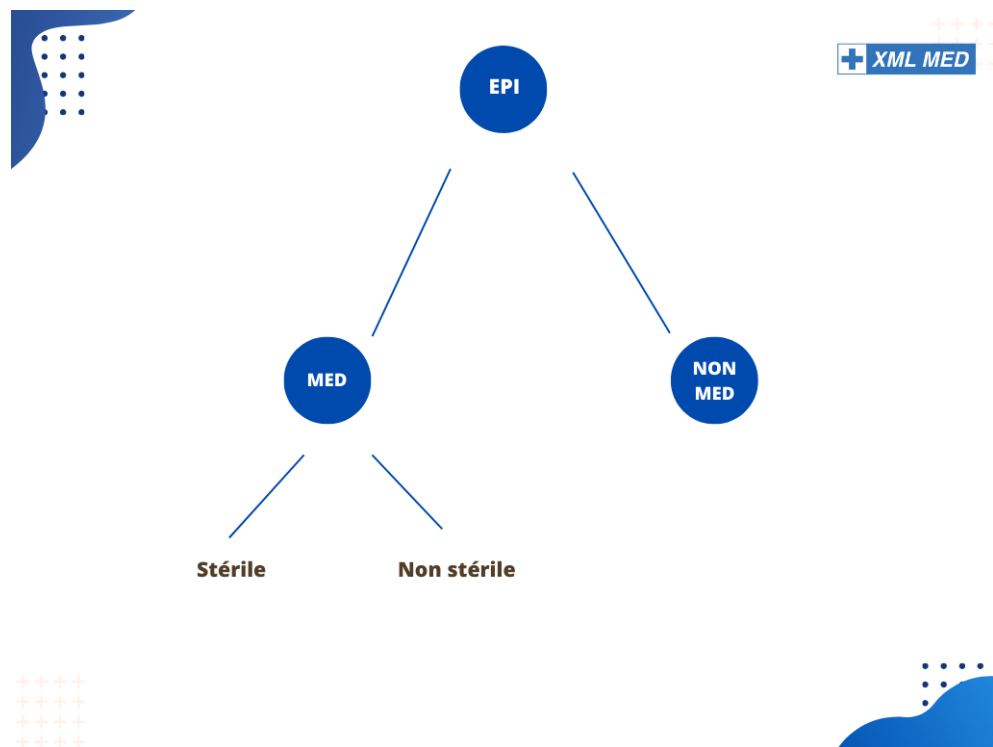 XML MED
EPI
MED
NON
MED
Stérile
Non stérile